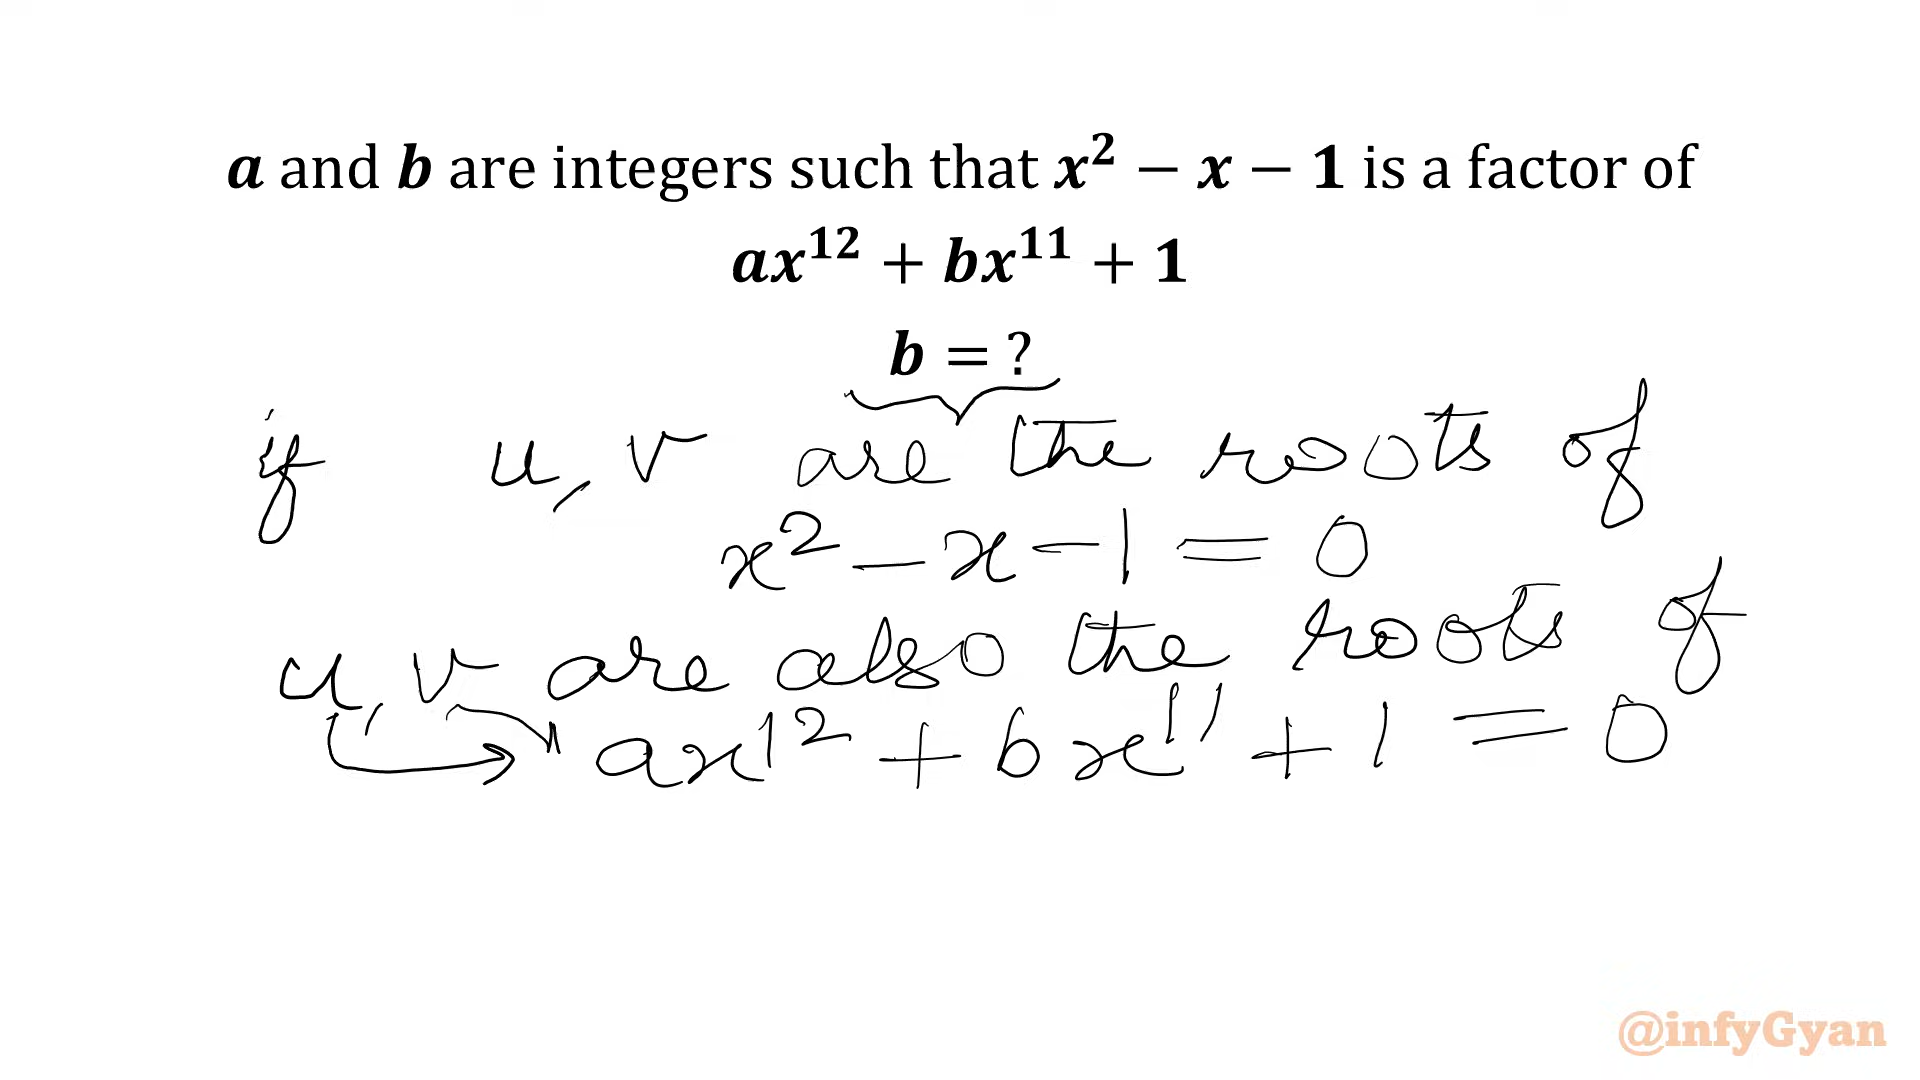 a and b are integers such that x² − x − 1 is a factor of
ax¹² + bx¹¹ + 1
b = ?
if u, v are the roots of
x² − x − 1 = 0
u, v are also the roots of
ax¹² + bx¹¹ + 1 = 0
@infyGyan